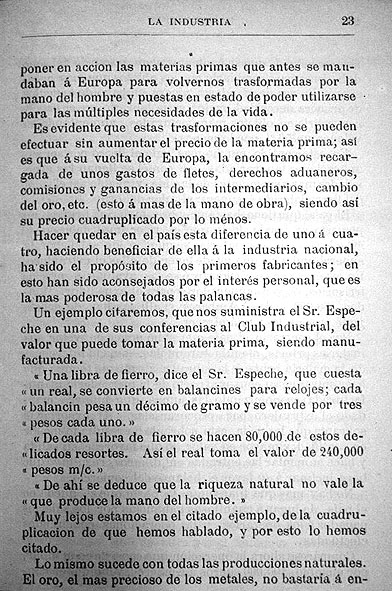 LA INDUSTRIA . 23
poner en accion las materias primas que antes se man-
daban á Europa para volvernos trasformadas por la
mano del hombre y puestas en estado de poder utilizarse
para las múltiples necesidades de la vida.
Es evidente que estas trasformaciones no se pueden
efectuar sin aumentar el precio de la materia prima; así
es que á su vuelta de Europa, la encontramos recar-
gada de unos gastos de fletes, derechos aduaneros,
comisiones y ganancias de los intermediarios, cambio
del oro, etc. (esto á mas de la mano de obra), siendo así
su precio cuadruplicado por lo ménos.
Hacer quedar en el país esta diferencia de uno á cua-
tro, haciendo beneficiar de ella á la industria nacional,
ha sido el propósito de los primeros fabricantes; en
esto han sido aconsejados por el interés personal, que es
la mas poderosa de todas las palancas.
Un ejemplo citaremos, que nos suministra el Sr. Espe-
che en una de sus conferencias al Club Industrial, del
valor que puede tomar la materia prima, siendo manu-
facturada.
« Una libra de fierro, dice el Sr. Espeche, que cuesta
« un real, se convierte en balancines para relojes; cada
« balancin pesa un décimo de gramo y se vende por tres
« pesos cada uno. »
« De cada libra de fierro se hacen 80,000 de estos de-
« licados resortes. Así el real toma el valor de 240,000
« pesos m/c. »
« De ahí se deduce que la riqueza natural no vale la
« que produce la mano del hombre. »
Muy lejos estamos en el citado ejemplo, de la cuadru-
plicacion de que hemos hablado, y por esto lo hemos
citado.
Lo mismo sucede con todas las producciones naturales.
El oro, el mas precioso de los metales, no bastaría á en-